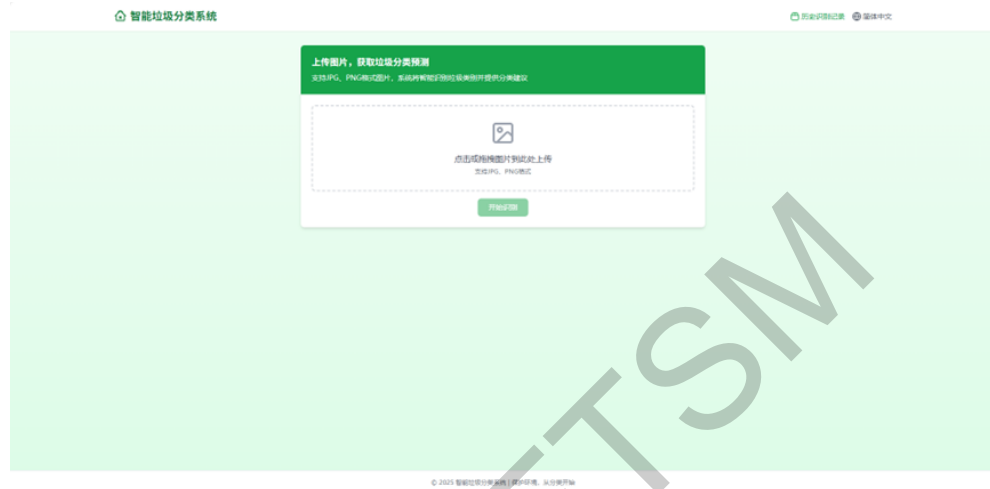 智能垃圾分类系统
历史识别记录
简体中文
上传图片，获取垃圾分类预测
支持JPG、PNG格式图片，系统将智能识别垃圾类别并提供分类建议
点击或拖拽图片到此处上传
支持JPG、PNG格式
开始识别
© 2025 智能垃圾分类系统 | 保护环境，从分类开始
TSM